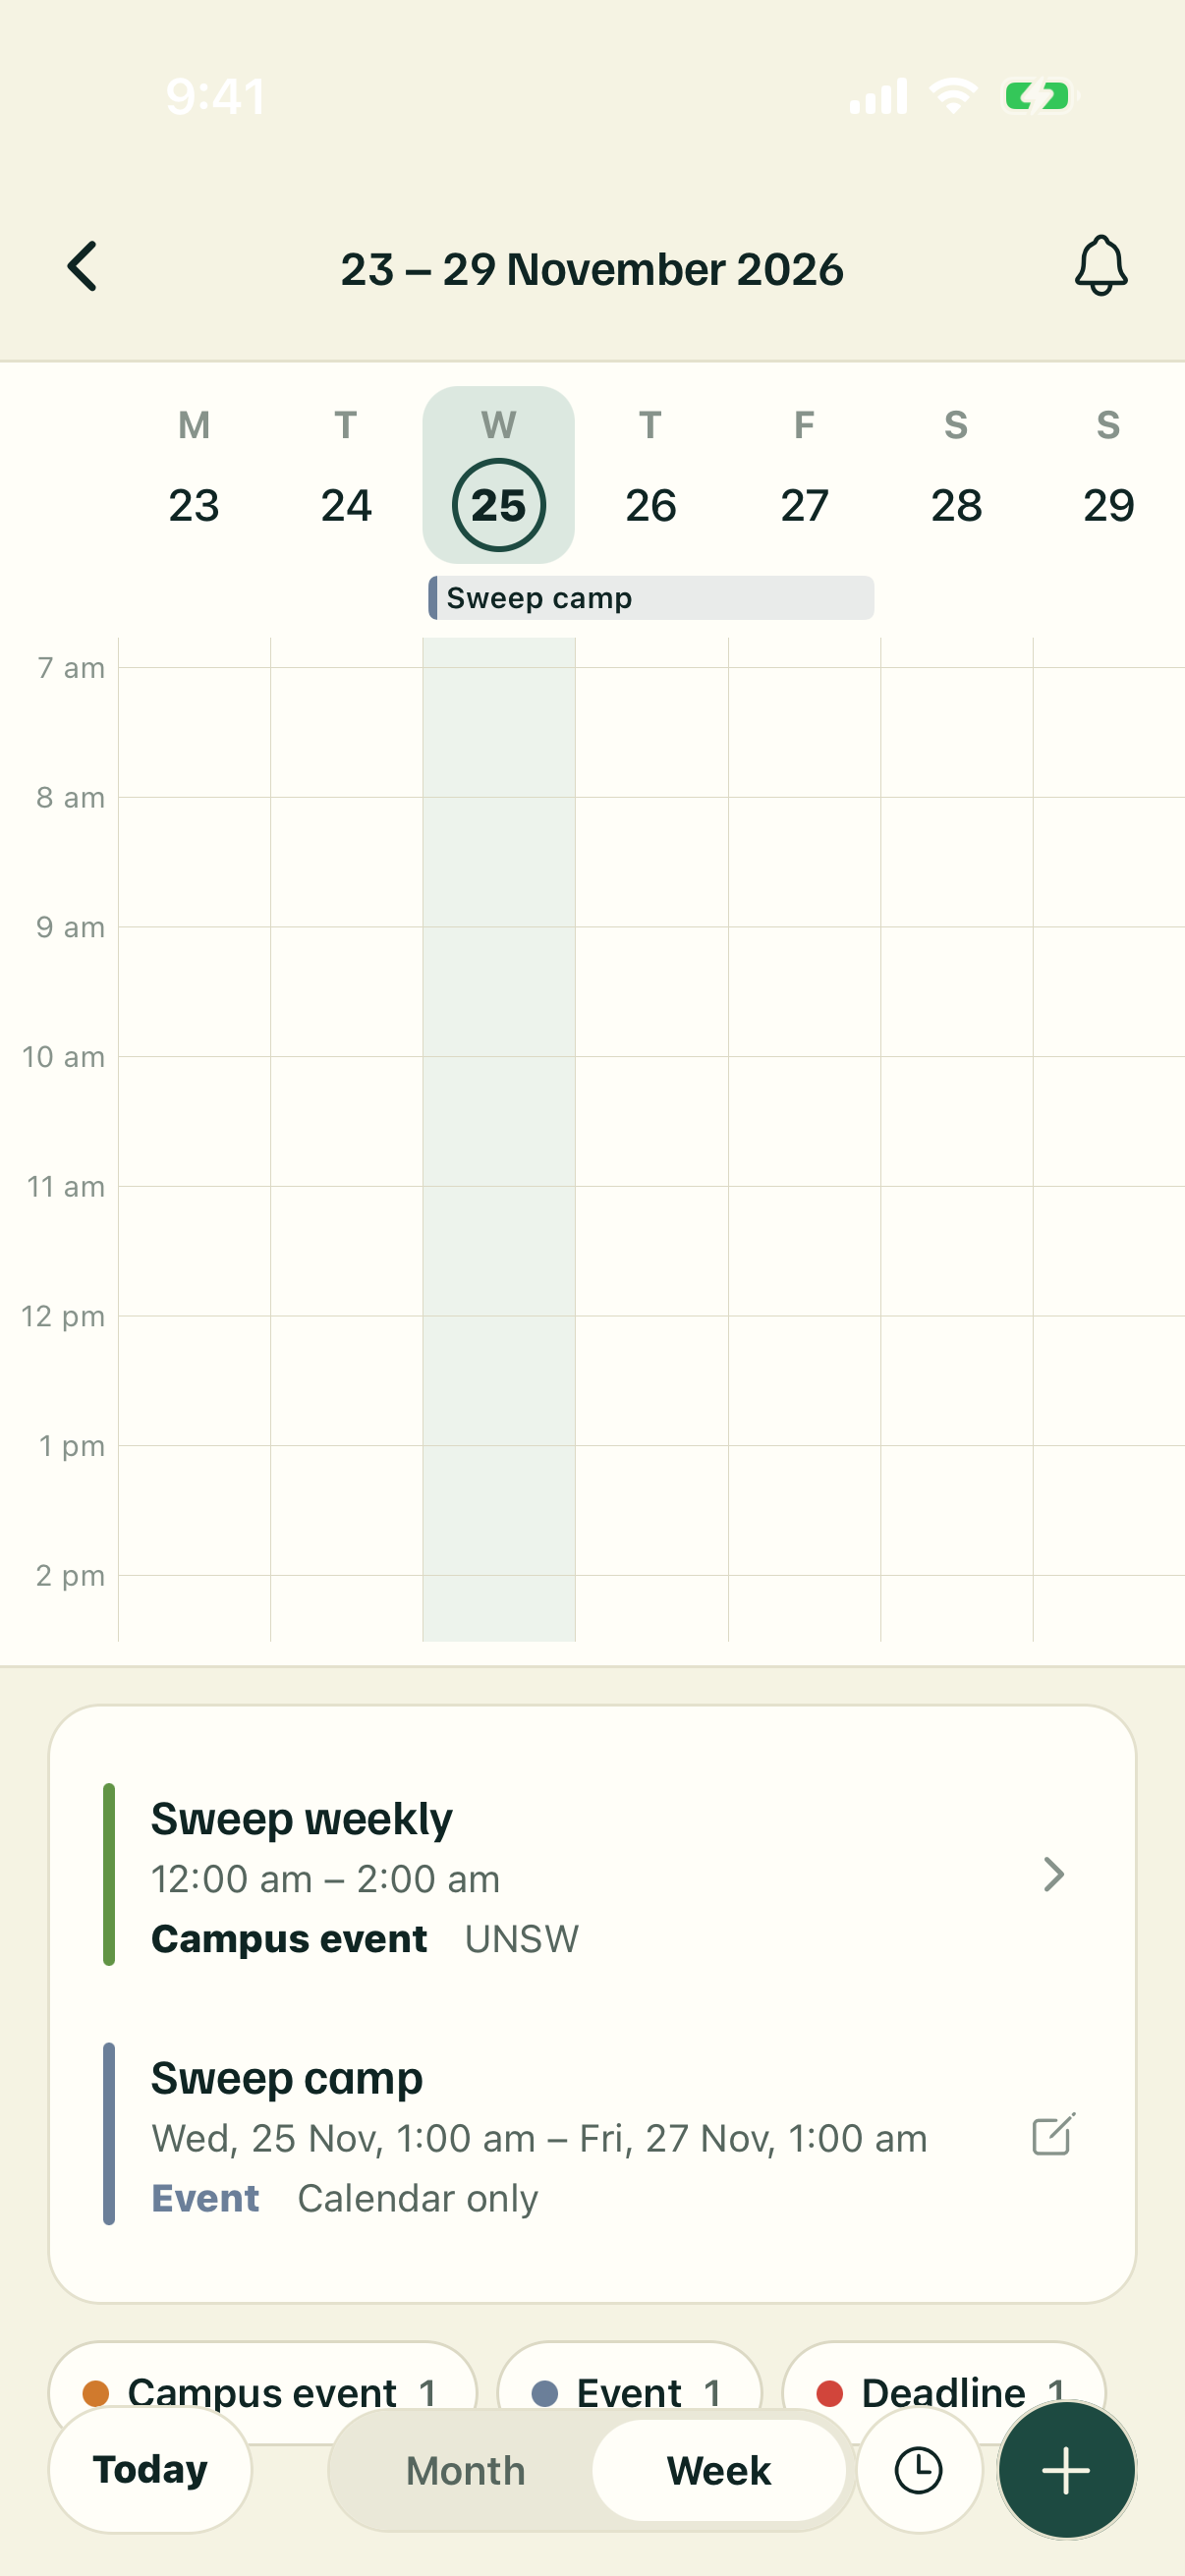 9:41
23 – 29 November 2026
M T W T F S S
23 24 25 26 27 28 29
Sweep camp
7 am
8 am
9 am
10 am
11 am
12 pm
1 pm
2 pm
Sweep weekly
12:00 am – 2:00 am
Campus event UNSW
Sweep camp
Wed, 25 Nov, 1:00 am – Fri, 27 Nov, 1:00 am
Event Calendar only
Campus event 1 Event 1 Deadline 1
Today Month Week